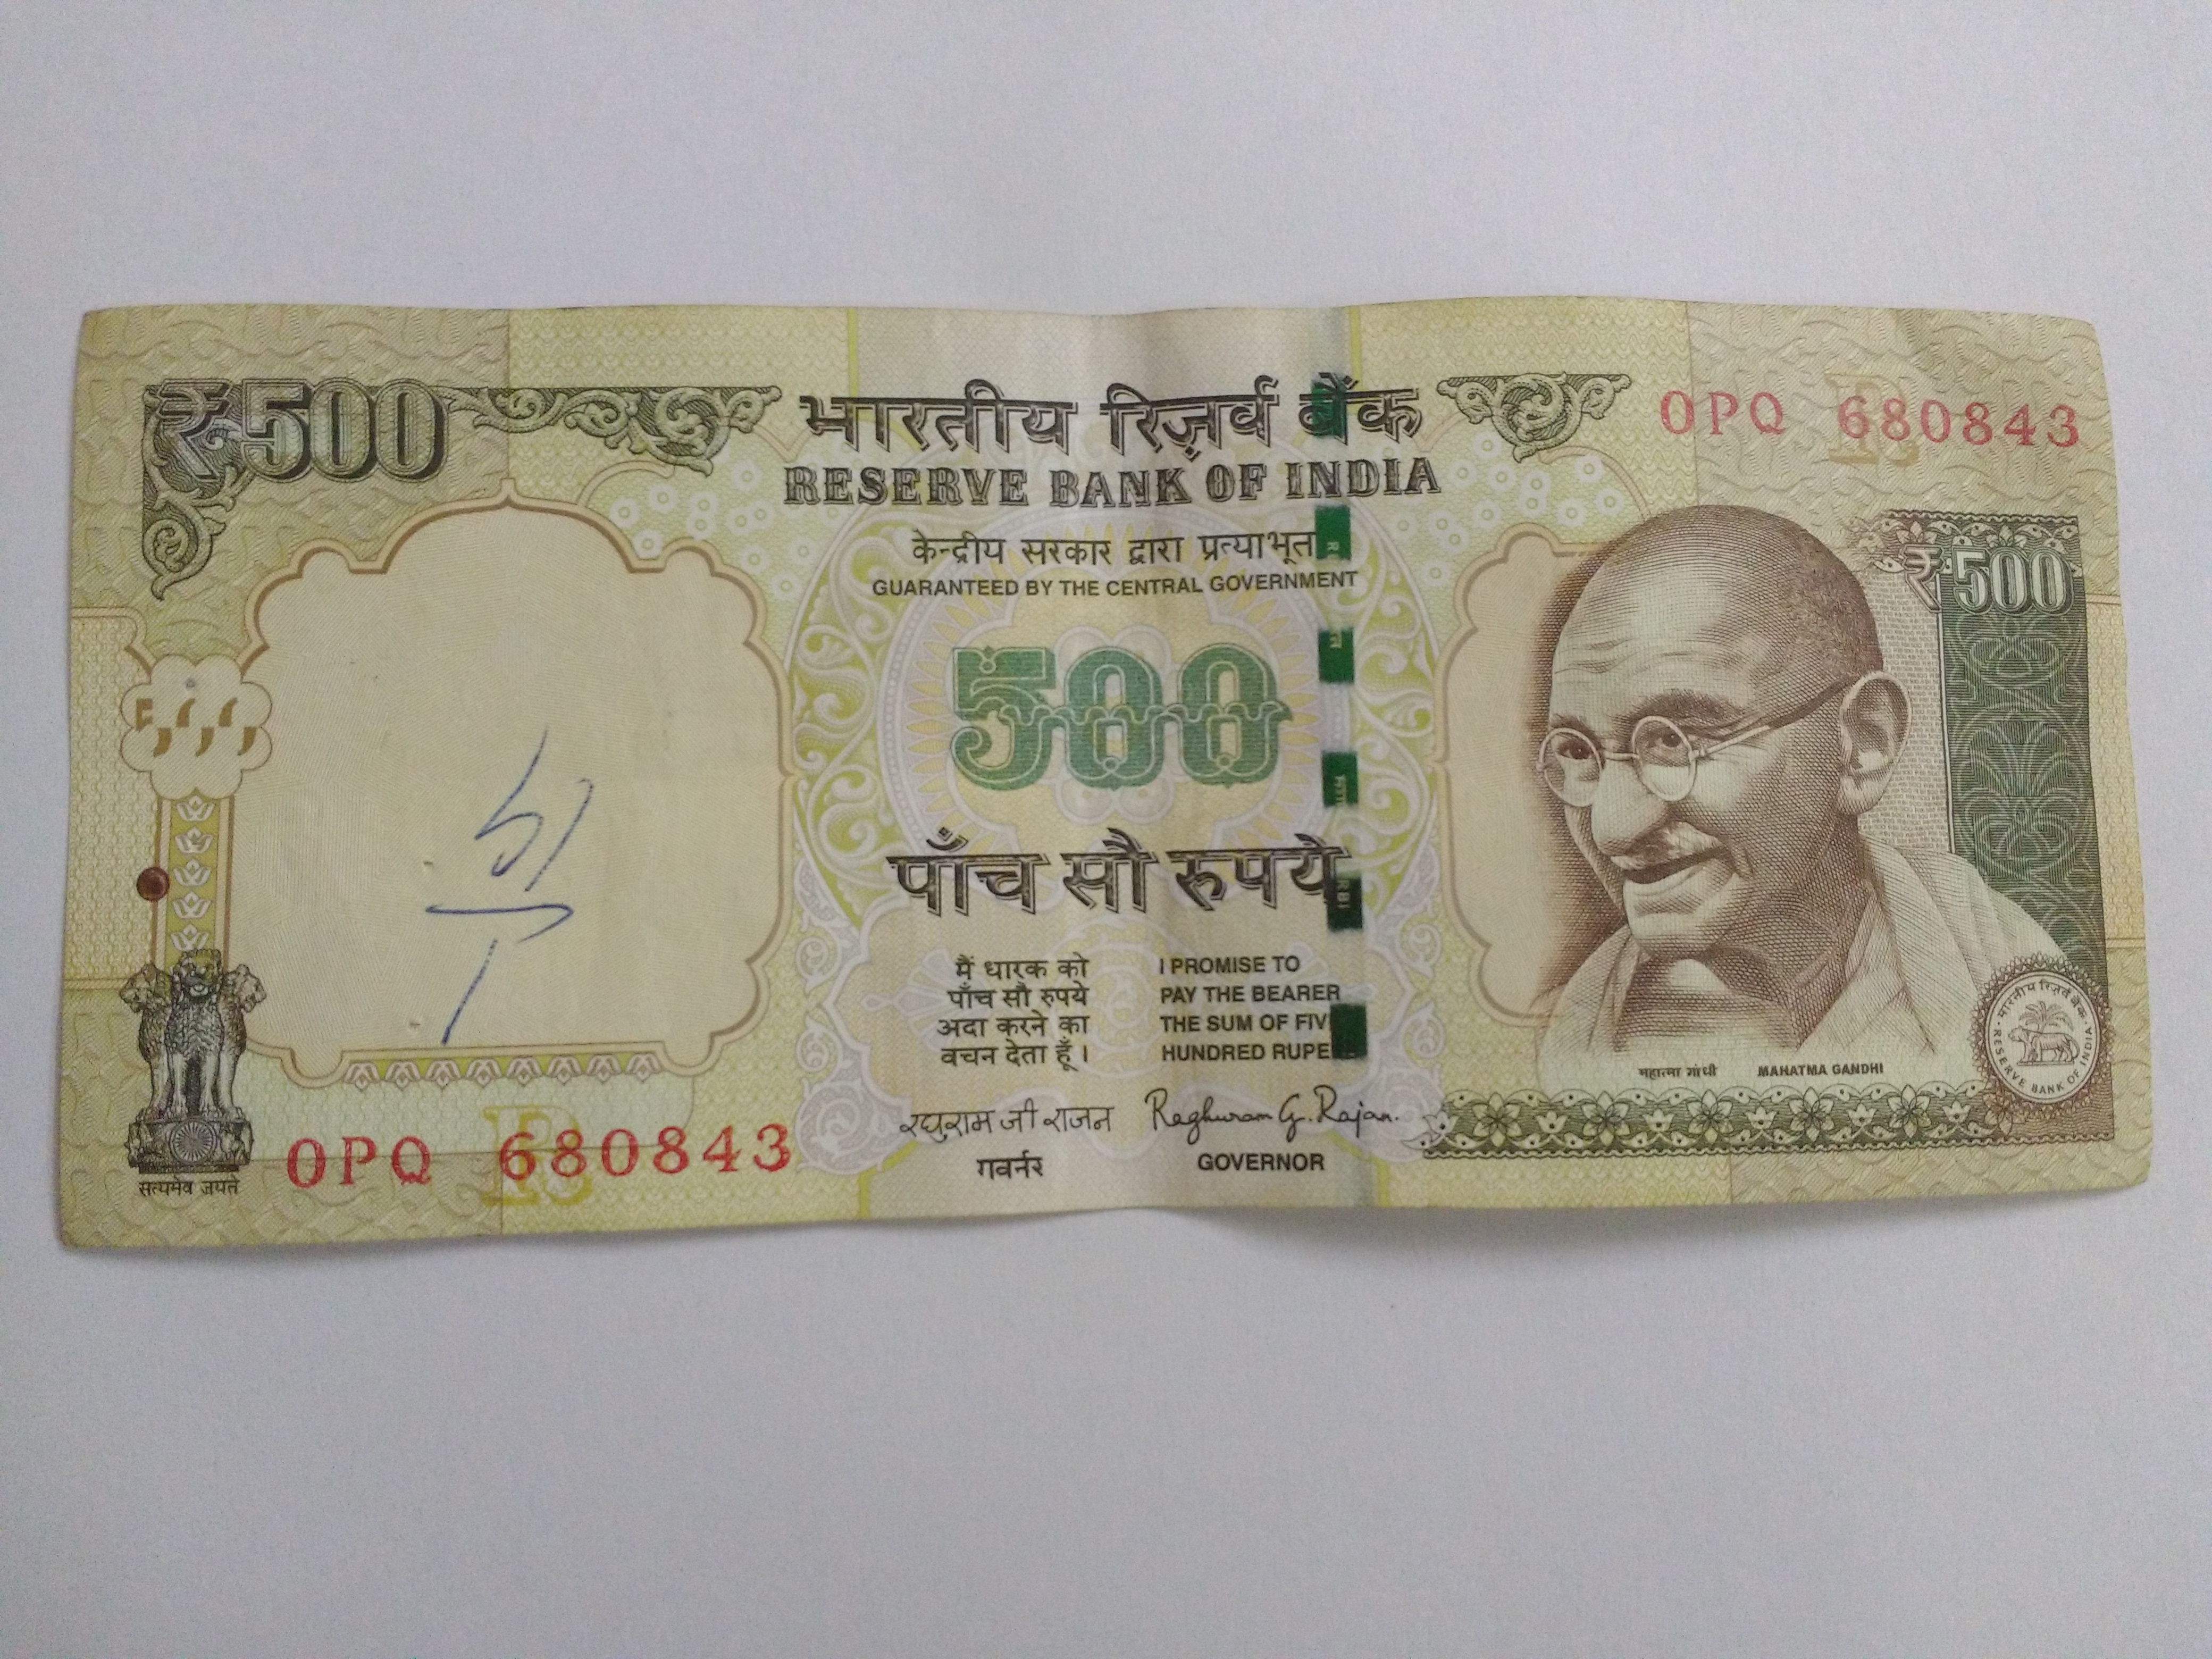 ₹500
भारतीय रिज़र्व बैंक
RESERVE BANK OF INDIA
0PQ 680843
केन्द्रीय सरकार द्वारा प्रत्याभूत
GUARANTEED BY THE CENTRAL GOVERNMENT
₹500
500
पाँच सौ रुपये
मैं धारक को
पाँच सौ रुपये
अदा करने का
वचन देता हूँ।
I PROMISE TO
PAY THE BEARER
THE SUM OF FIV
HUNDRED RUPE
महात्मा गांधी MAHATMA GANDHI
भारतीय रिज़र्व बैंक
RESERVE BANK OF INDIA
रघुराम जी राजन
गवर्नर
Raghuram G. Rajan.
GOVERNOR
सत्यमेव जयते
0PQ 680843
R
R
RBI